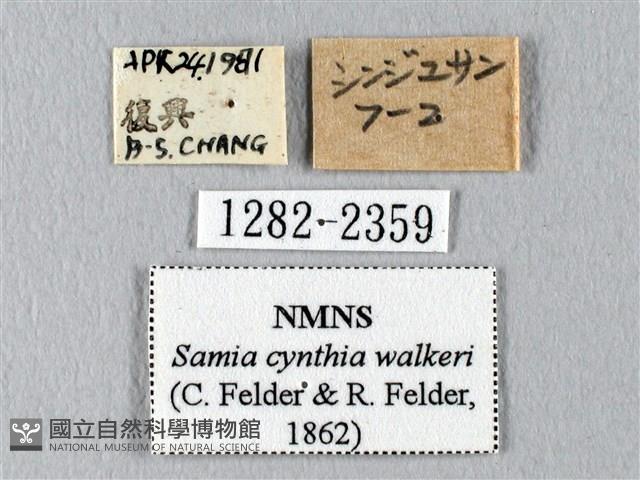 APR.24.1981
復興
B-S. CHANG
シンジュサン
フー2
1282-2359
NMNS
Samia cynthia walkeri
(C. Felder & R. Felder,
1862)
國立自然科學博物館
NATIONAL MUSEUM OF NATURAL SCIENCE